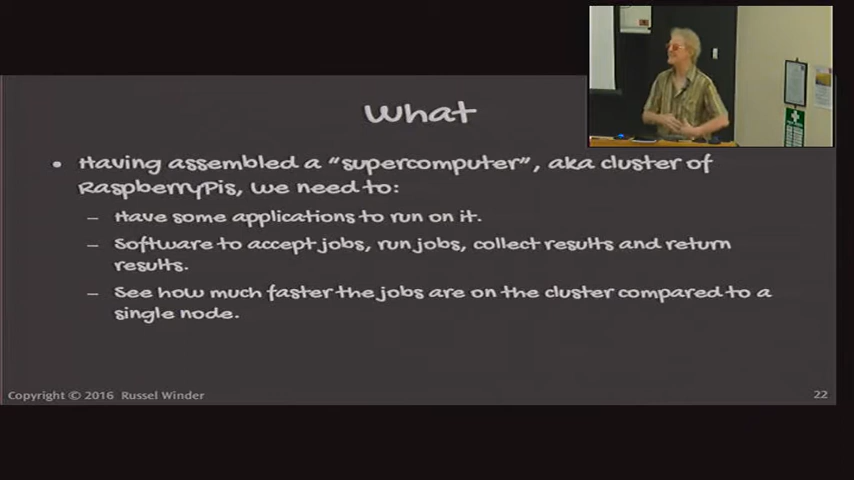 What
• Having assembled a "supercomputer", aka cluster of
RaspberryPis, we need to:
– Have some applications to run on it.
– Software to accept jobs, run jobs, collect results and return
results.
– See how much faster the jobs are on the cluster compared to a
single node.
Copyright © 2016 Russel Winder
22